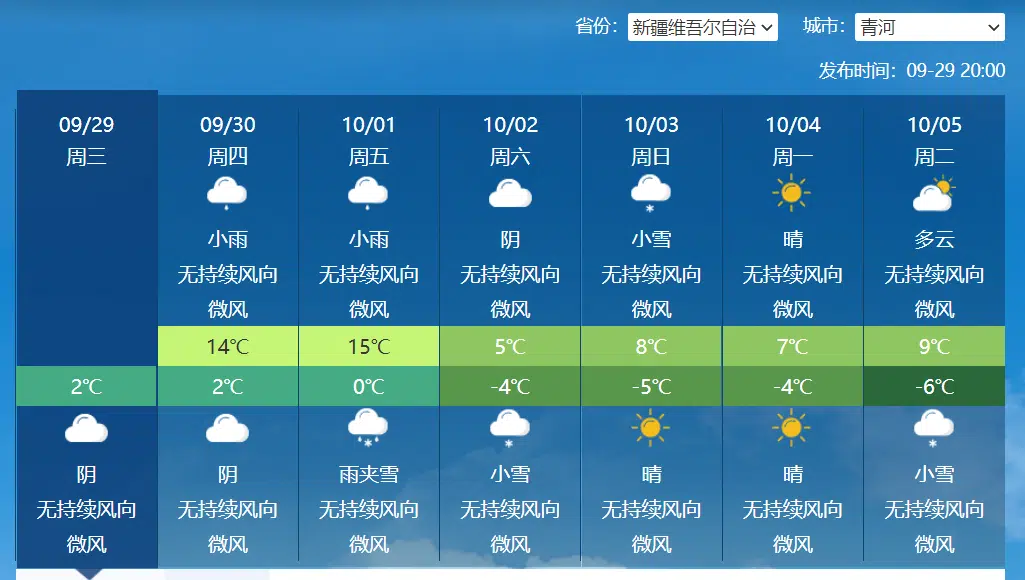 省份： 新疆维吾尔自治 城市： 青河
发布时间：09-29 20:00
09/29 09/30 10/01 10/02 10/03 10/04 10/05
周三 周四 周五 周六 周日 周一 周二
小雨 小雨 阴 小雪 晴 多云
无持续风向 无持续风向 无持续风向 无持续风向 无持续风向 无持续风向
微风 微风 微风 微风 微风 微风
14℃ 15℃ 5℃ 8℃ 7℃ 9℃
2℃ 2℃ 0℃ -4℃ -5℃ -4℃ -6℃
阴 阴 雨夹雪 小雪 晴 晴 小雪
无持续风向 无持续风向 无持续风向 无持续风向 无持续风向 无持续风向 无持续风向
微风 微风 微风 微风 微风 微风 微风